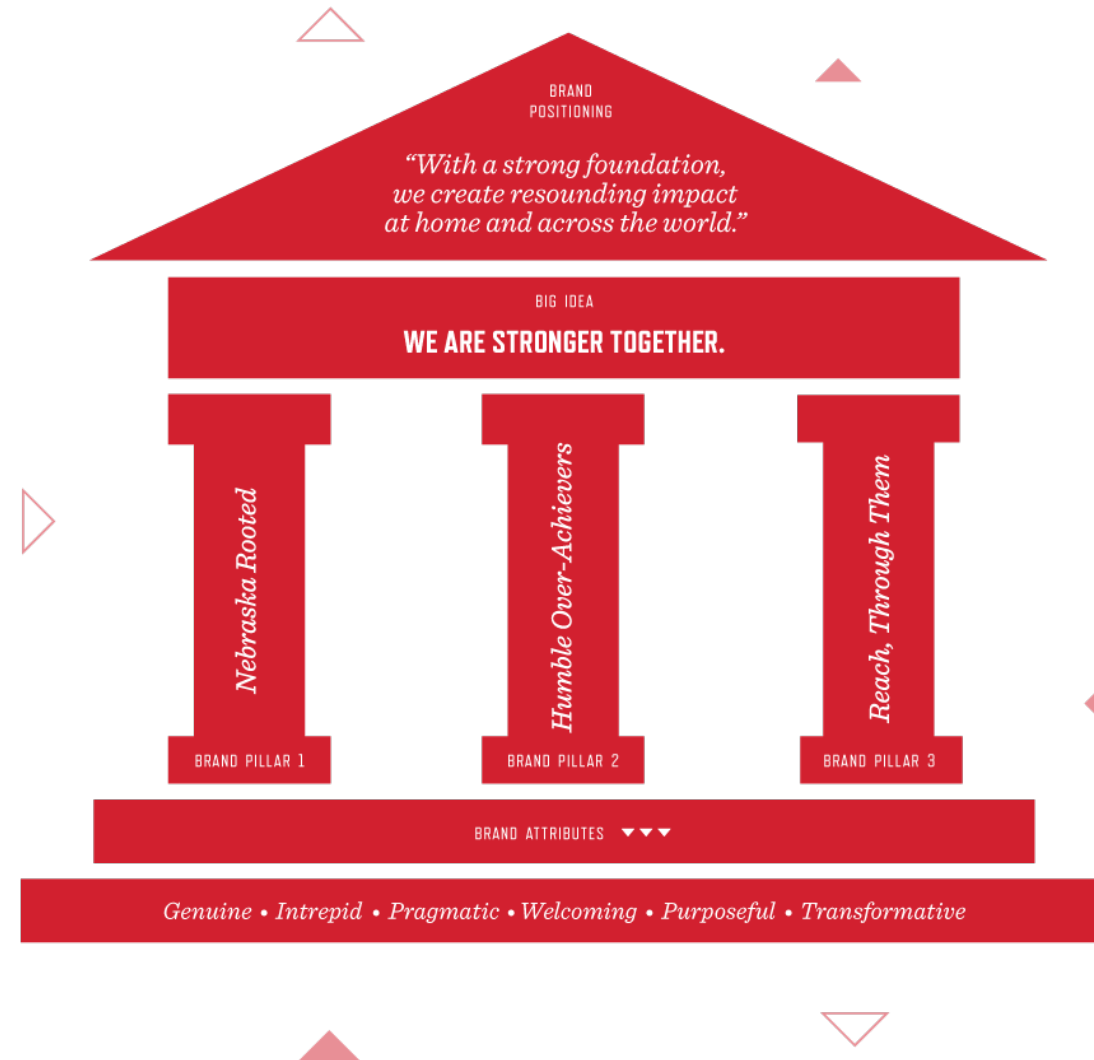 BRAND
POSITIONING
“With a strong foundation,
we create resounding impact
at home and across the world.”
BIG IDEA
WE ARE STRONGER TOGETHER.
Nebraska Rooted
BRAND PILLAR 1
Humble Over-Achievers
BRAND PILLAR 2
Reach, Through Them
BRAND PILLAR 3
BRAND ATTRIBUTES
Genuine • Intrepid • Pragmatic • Welcoming • Purposeful • Transformative